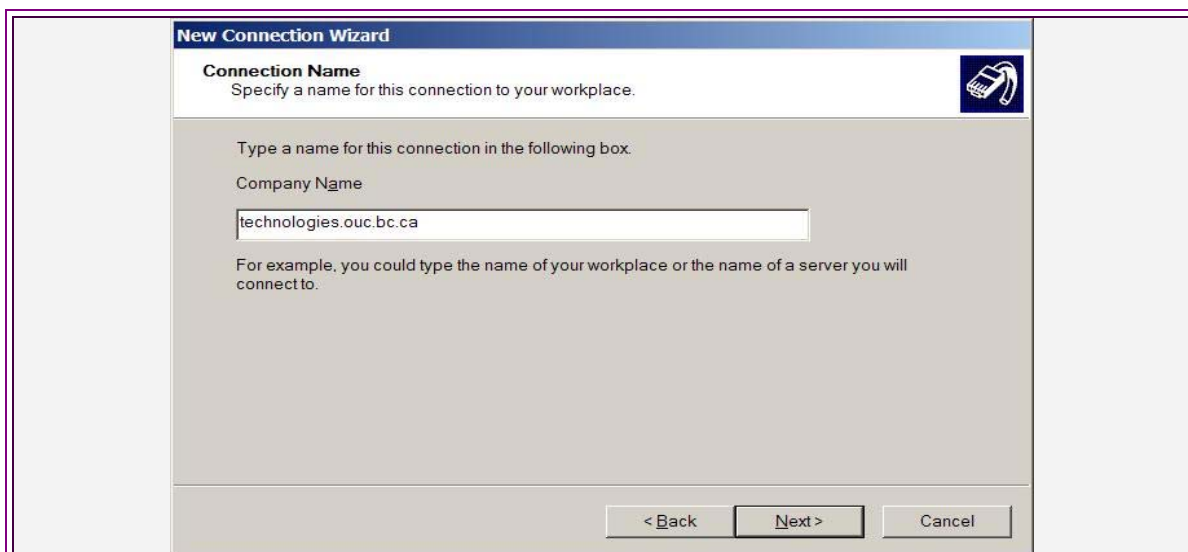 New Connection Wizard
Connection Name
Specify a name for this connection to your workplace.
Type a name for this connection in the following box.
Company Name
technologies.ouc.bc.ca
For example, you could type the name of your workplace or the name of a server you will
connect to.
< Back
Next >
Cancel